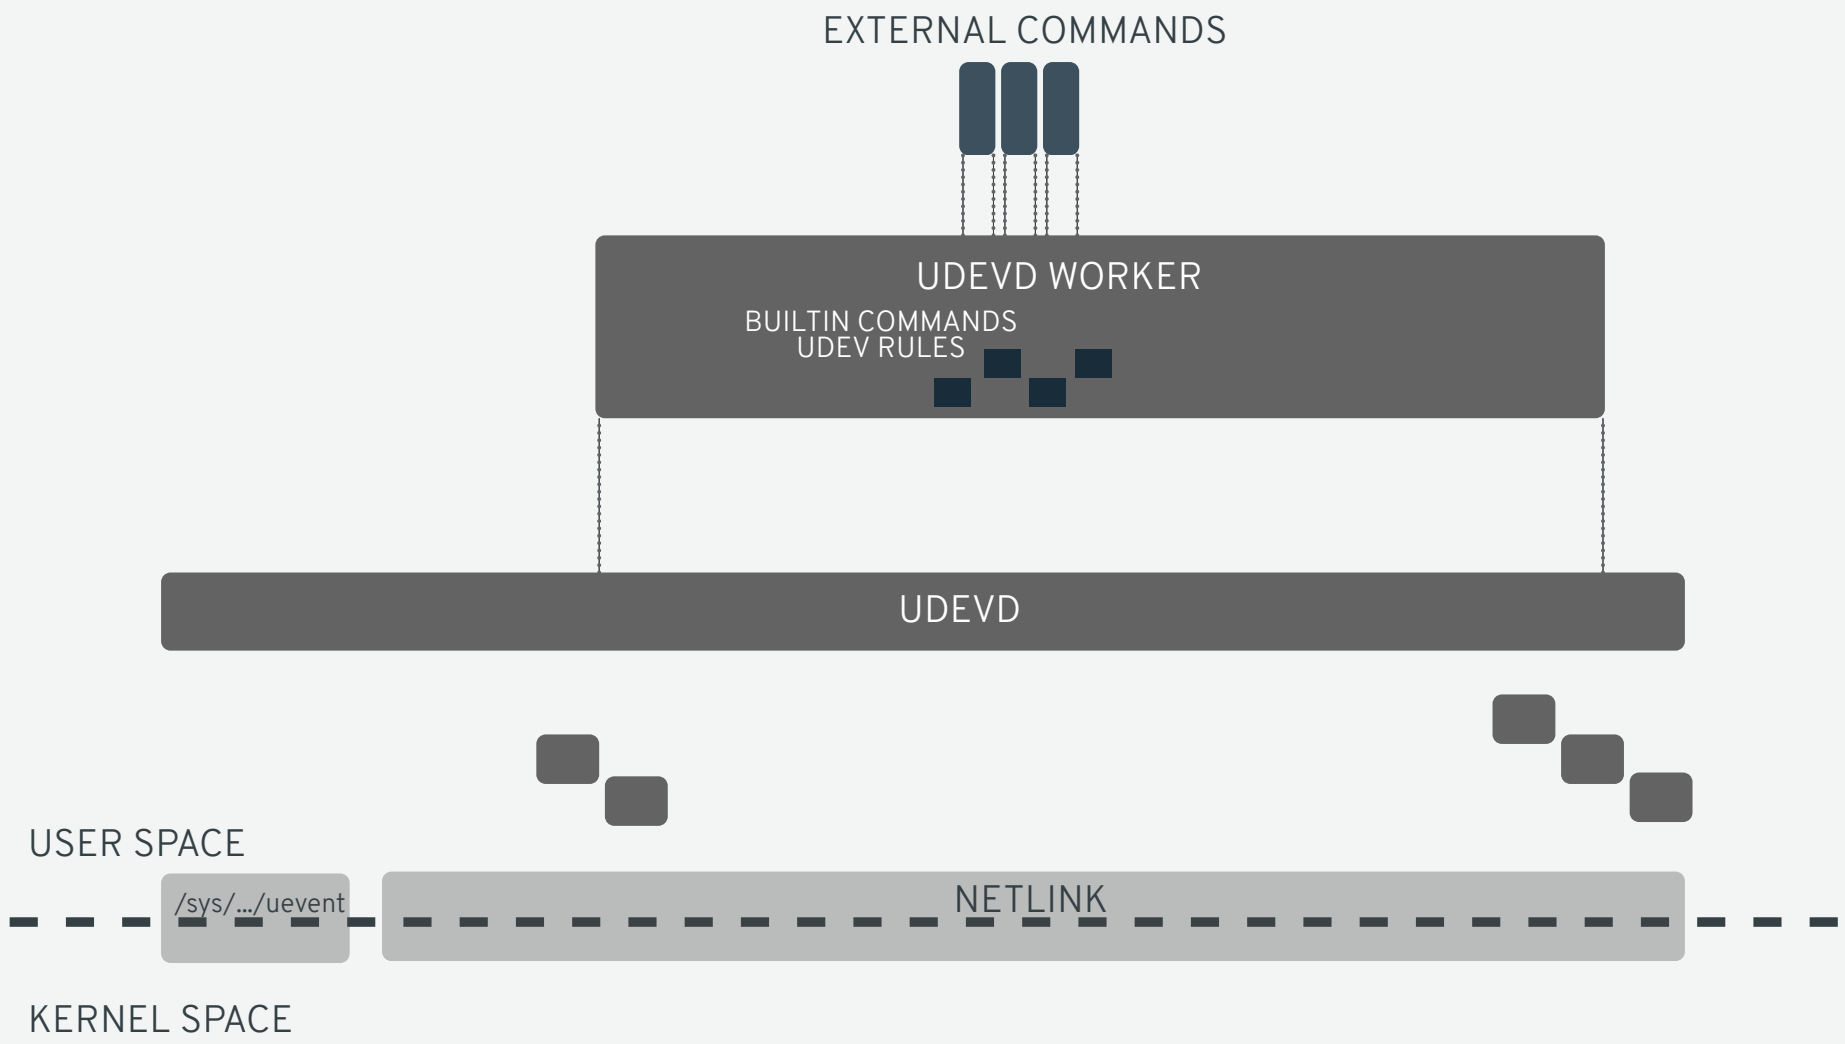 EXTERNAL COMMANDS
UDEVD WORKER
BUILTIN COMMANDS
UDEV RULES
UDEVD
USER SPACE
/sys/.../uevent
NETLINK
KERNEL SPACE